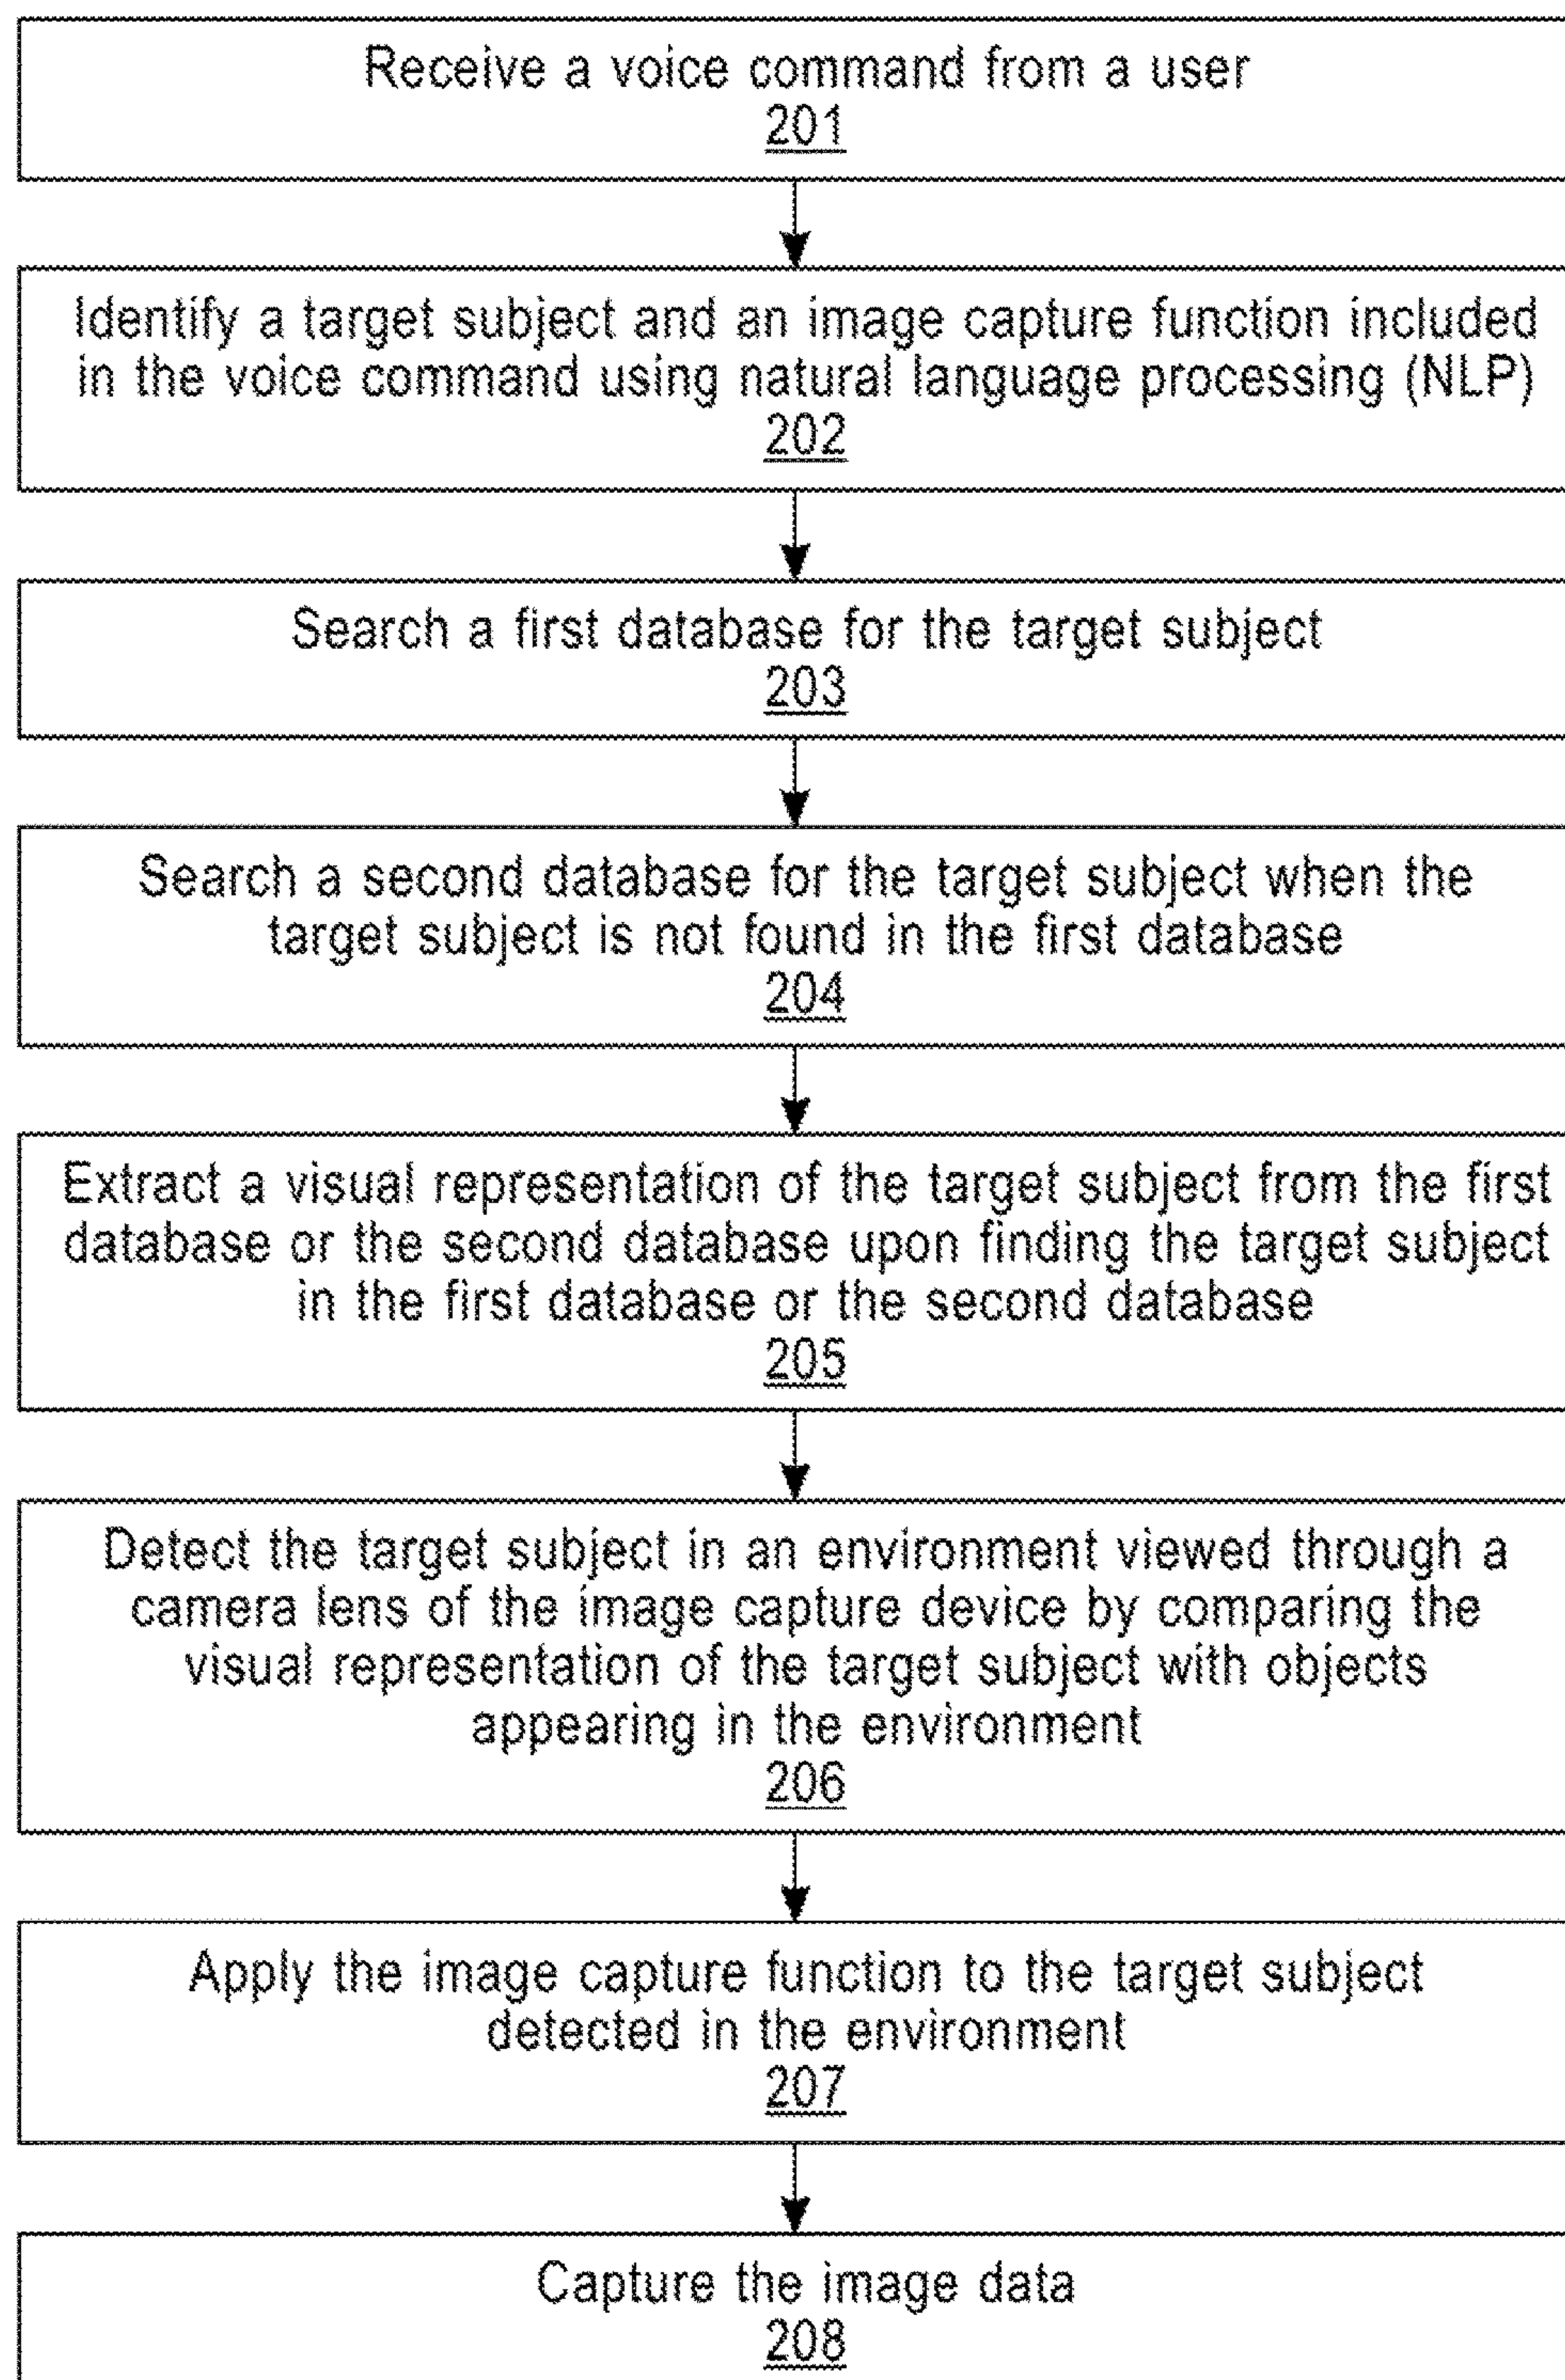 Receive a voice command from a user
201
Identify a target subject and an image capture function included
in the voice command using natural language processing (NLP)
202
Search a first database for the target subject
203
Search a second database for the target subject when the
target subject is not found in the first database
204
Extract a visual representation of the target subject from the first
database or the second database upon finding the target subject
in the first database or the second database
205
Detect the target subject in an environment viewed through a
camera lens of the image capture device by comparing the
visual representation of the target subject with objects
appearing in the environment
206
Apply the image capture function to the target subject
detected in the environment
207
Capture the image data
208